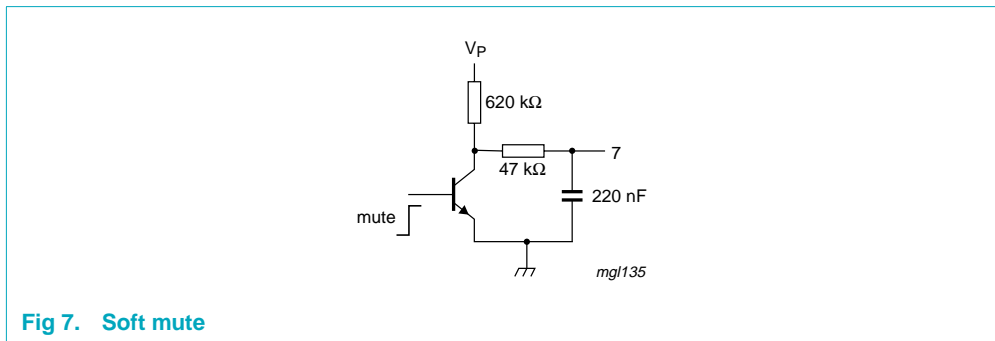 VP
620 kΩ
7
47 kΩ
220 nF
mute
mgl135
Fig 7. Soft mute